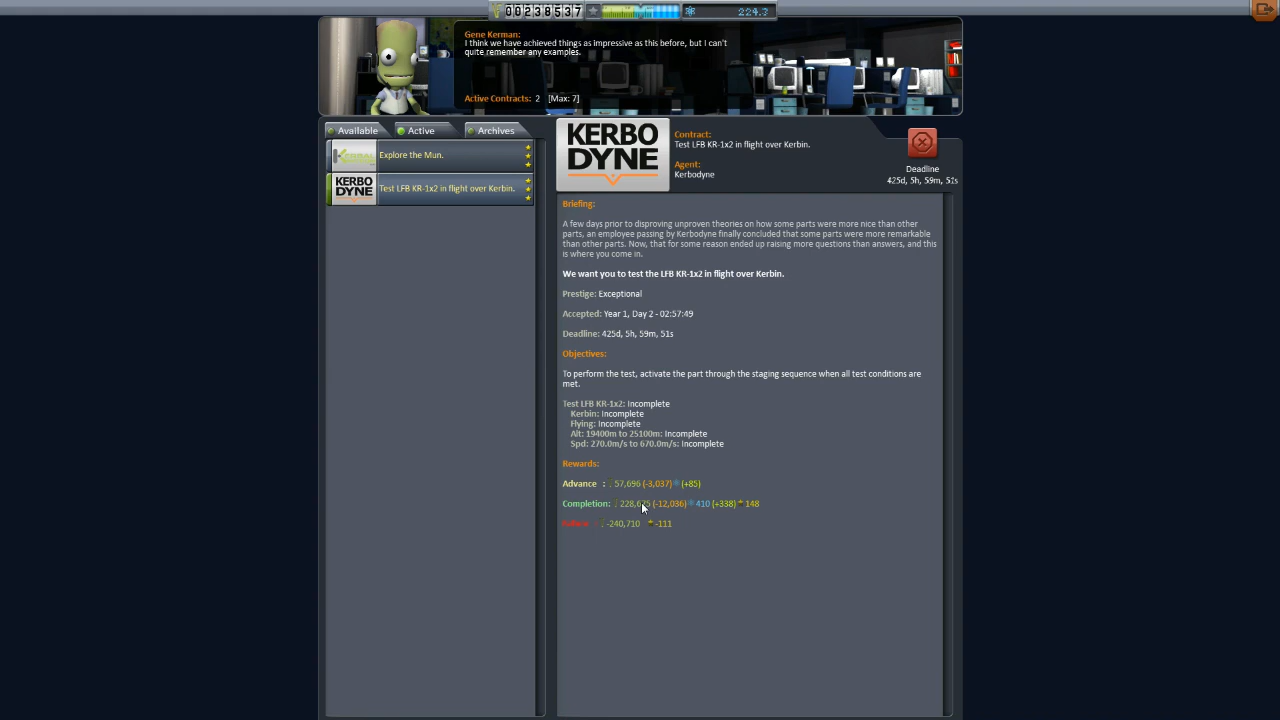 00238537
224.3
Gene Kerman:
I think we have achieved things as impressive as this before, but I can't
quite remember any examples.
Active Contracts: 2 [Max: 7]
Available
Active
Archives
Explore the Mun.
KERBO
DYNE
Test LFB KR-1x2 in flight over Kerbin.
KERBO
DYNE
Contract:
Test LFB KR-1x2 in flight over Kerbin.
Agent:
Kerbodyne
Deadline
425d, 5h, 59m, 51s
Briefing:
A few days prior to disproving unproven theories on how some parts were more nice than other
parts, an employee passing by Kerbodyne finally concluded that some parts were more remarkable
than other parts. Now, that for some reason ended up raising more questions than answers, and this
is where you come in.
We want you to test the LFB KR-1x2 in flight over Kerbin.
Prestige: Exceptional
Accepted: Year 1, Day 2 - 02:57:49
Deadline: 425d, 5h, 59m, 51s
Objectives:
To perform the test, activate the part through the staging sequence when all test conditions are
met.
Test LFB KR-1x2: Incomplete
Kerbin: Incomplete
Flying: Incomplete
Alt: 19400m to 25100m: Incomplete
Spd: 270.0m/s to 670.0m/s: Incomplete
Rewards:
Advance : 57,696 (-3,037) (+85)
Completion: (-12,036) 410 (+338) 148
-240,710 -111